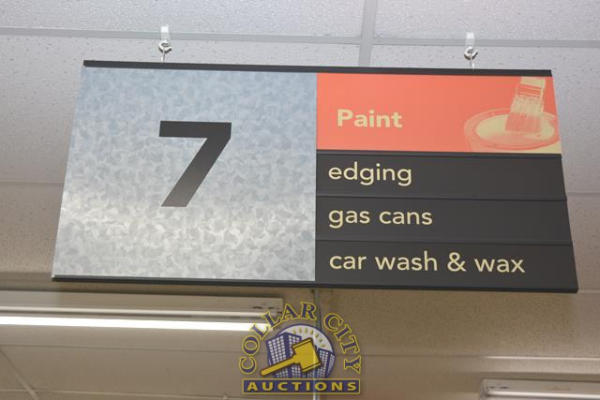 7
Paint
edging
gas cans
car wash & wax
COLLAR CITY
AUCTIONS